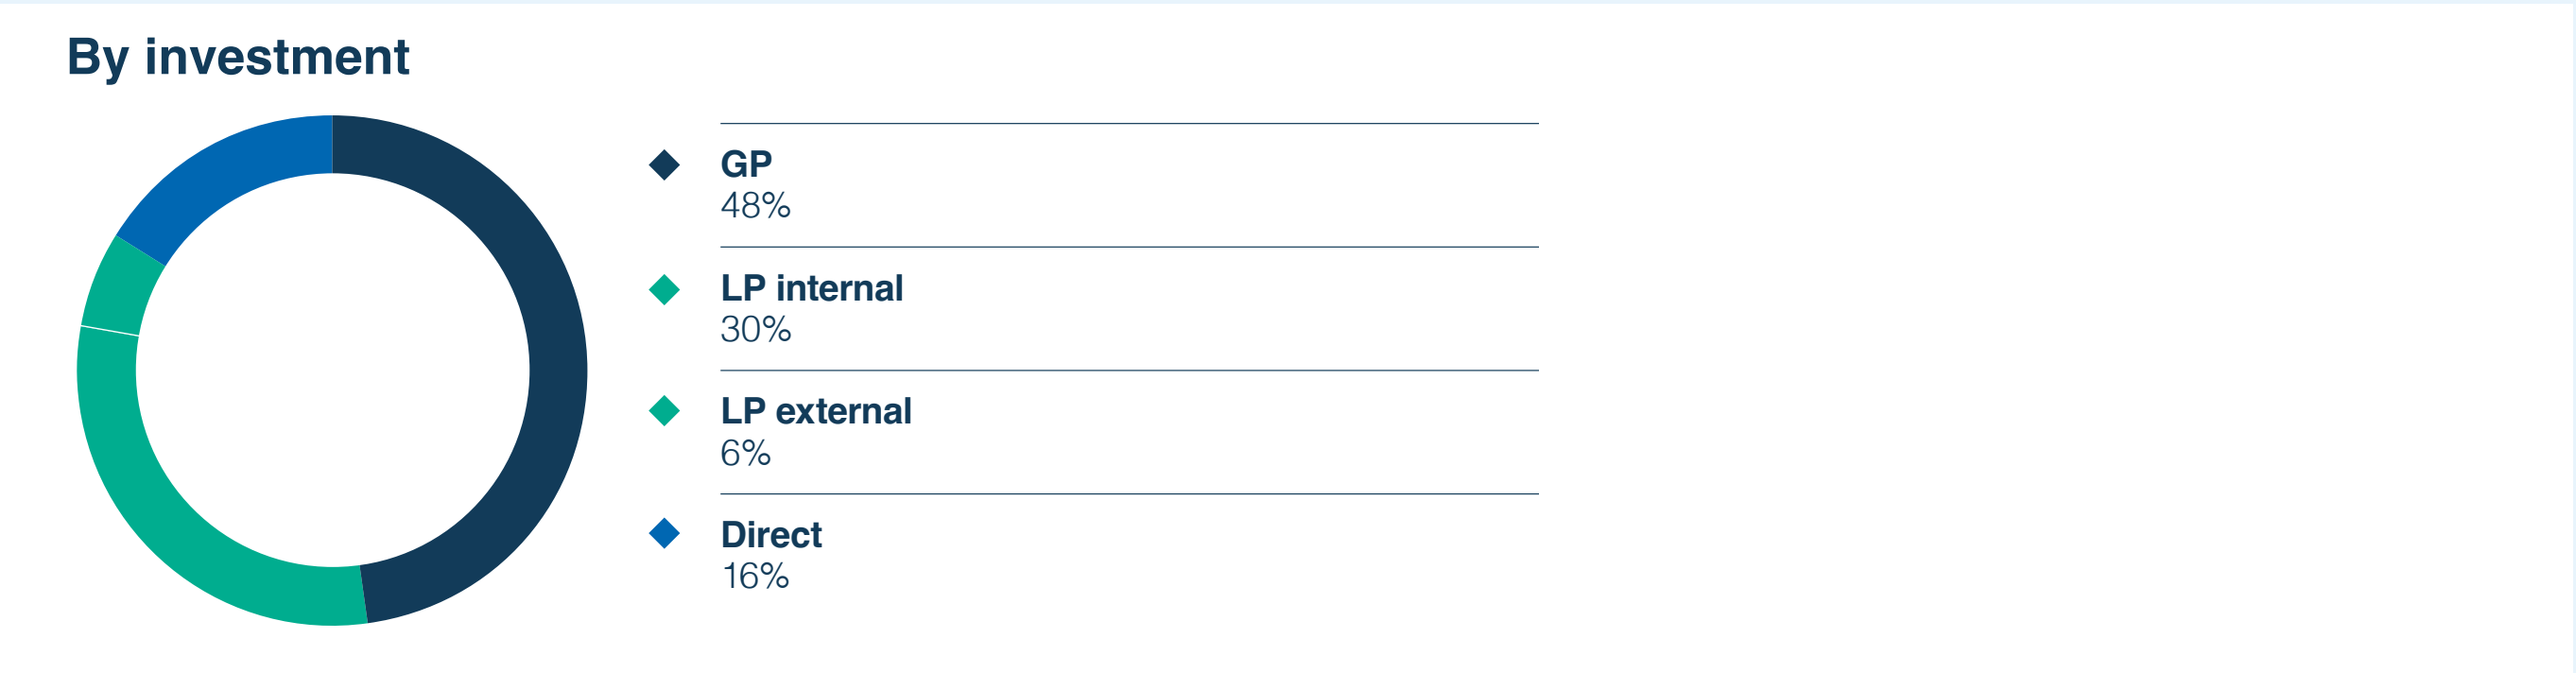 By investment
GP
48%
LP internal
30%
LP external
6%
Direct
16%